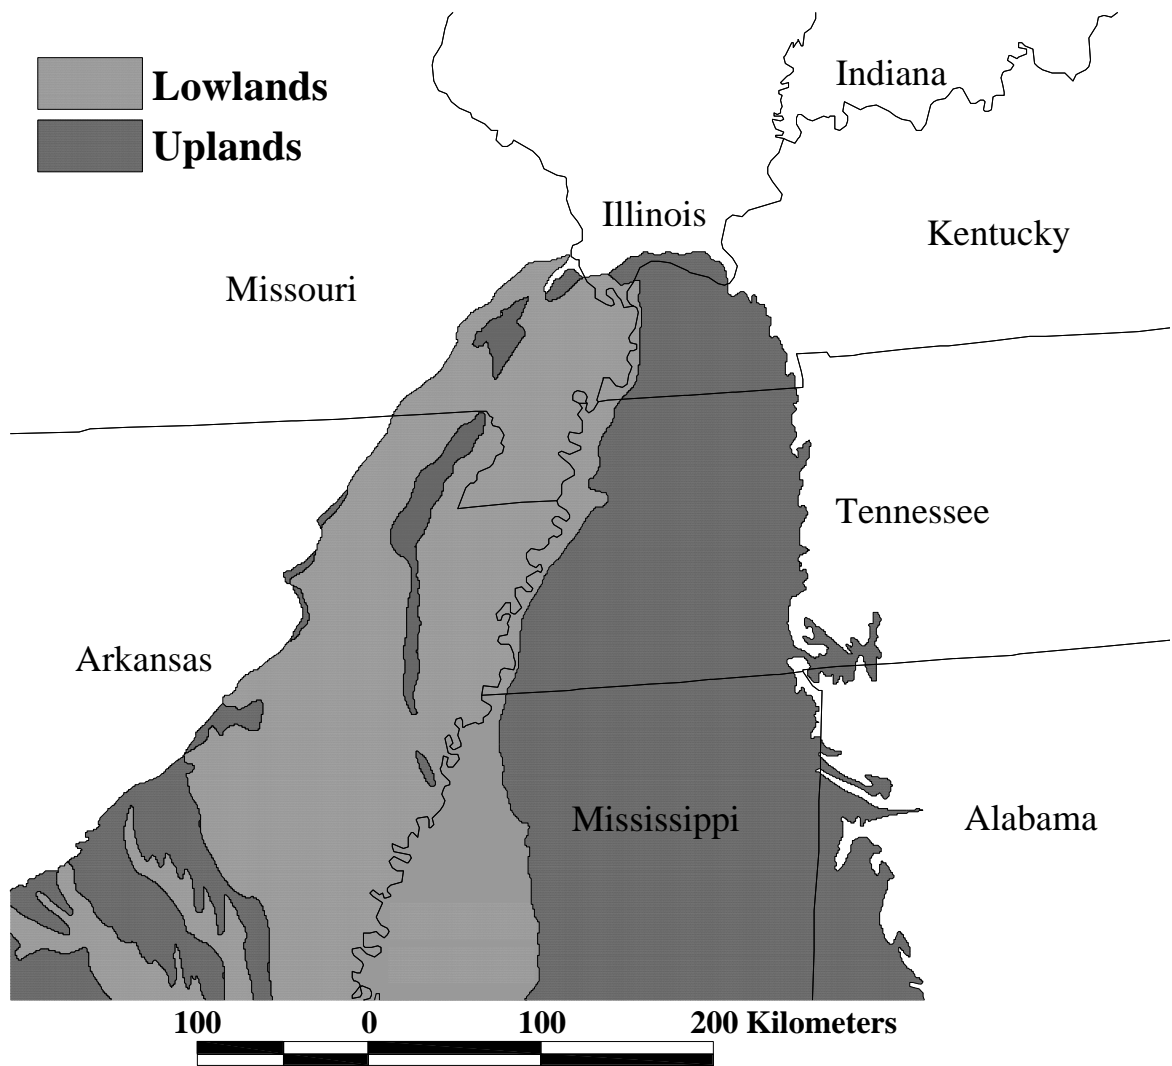 Indiana
Lowlands
Uplands
Illinois
Kentucky
Missouri
Tennessee
Arkansas
Mississippi
Alabama
100 0 100 200 Kilometers